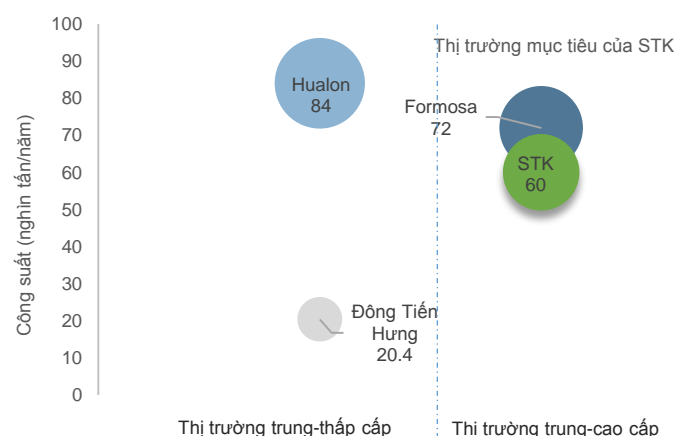 100
90
80
70
60
50
40
30
20
10
0
Công suất (nghìn tấn/năm)
Thị trường mục tiêu của STK
Hualon
84
Formosa
72
STK
60
Đông Tiến
Hưng
20.4
Thị trường trung-thấp cấp
Thị trường trung-cao cấp